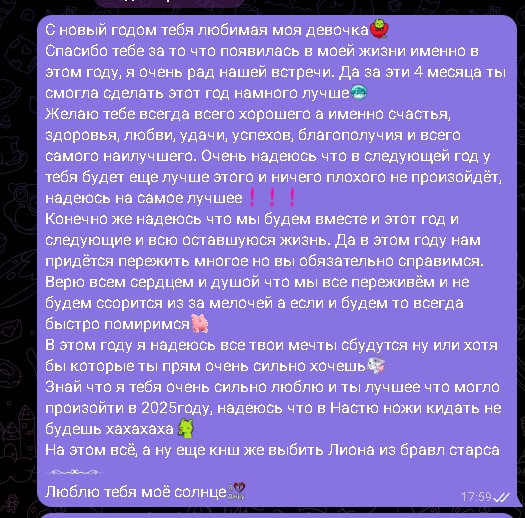 С новый годом тебя любимая моя девочка
Спасибо тебе за то что появилась в моей жизни именно в
этом году, я очень рад нашей встречи. Да за эти 4 месяца ты
смогла сделать этот год намного лучше
Желаю тебе всегда всего хорошего а именно счастья,
здоровья, любви, удачи, успехов, благополучия и всего
самого наилучшего. Очень надеюсь что в следующей год у
тебя будет еще лучше этого и ничего плохого не произойдёт,
надеюсь на самое лучшее❗❗❗
Конечно же надеюсь что мы будем вместе и этот год и
следующие и всю оставшуюся жизнь. Да в этом году нам
придётся пережить многое но вы обязательно справимся.
Верю всем сердцем и душой что мы все переживём и не
будем ссорится из за мелочей а если и будем то всегда
быстро помиримся
В этом году я надеюсь все твои мечты сбудутся ну или хотя
бы которые ты прям очень сильно хочешь
Знай что я тебя очень сильно люблю и ты лучшее что могло
произойти в 2025году, надеюсь что в Настю ножи кидать не
будешь хахахаха
На этом всё, а ну еще кнш же выбить Лиона из бравл старса
Люблю тебя моё солнце
17:59